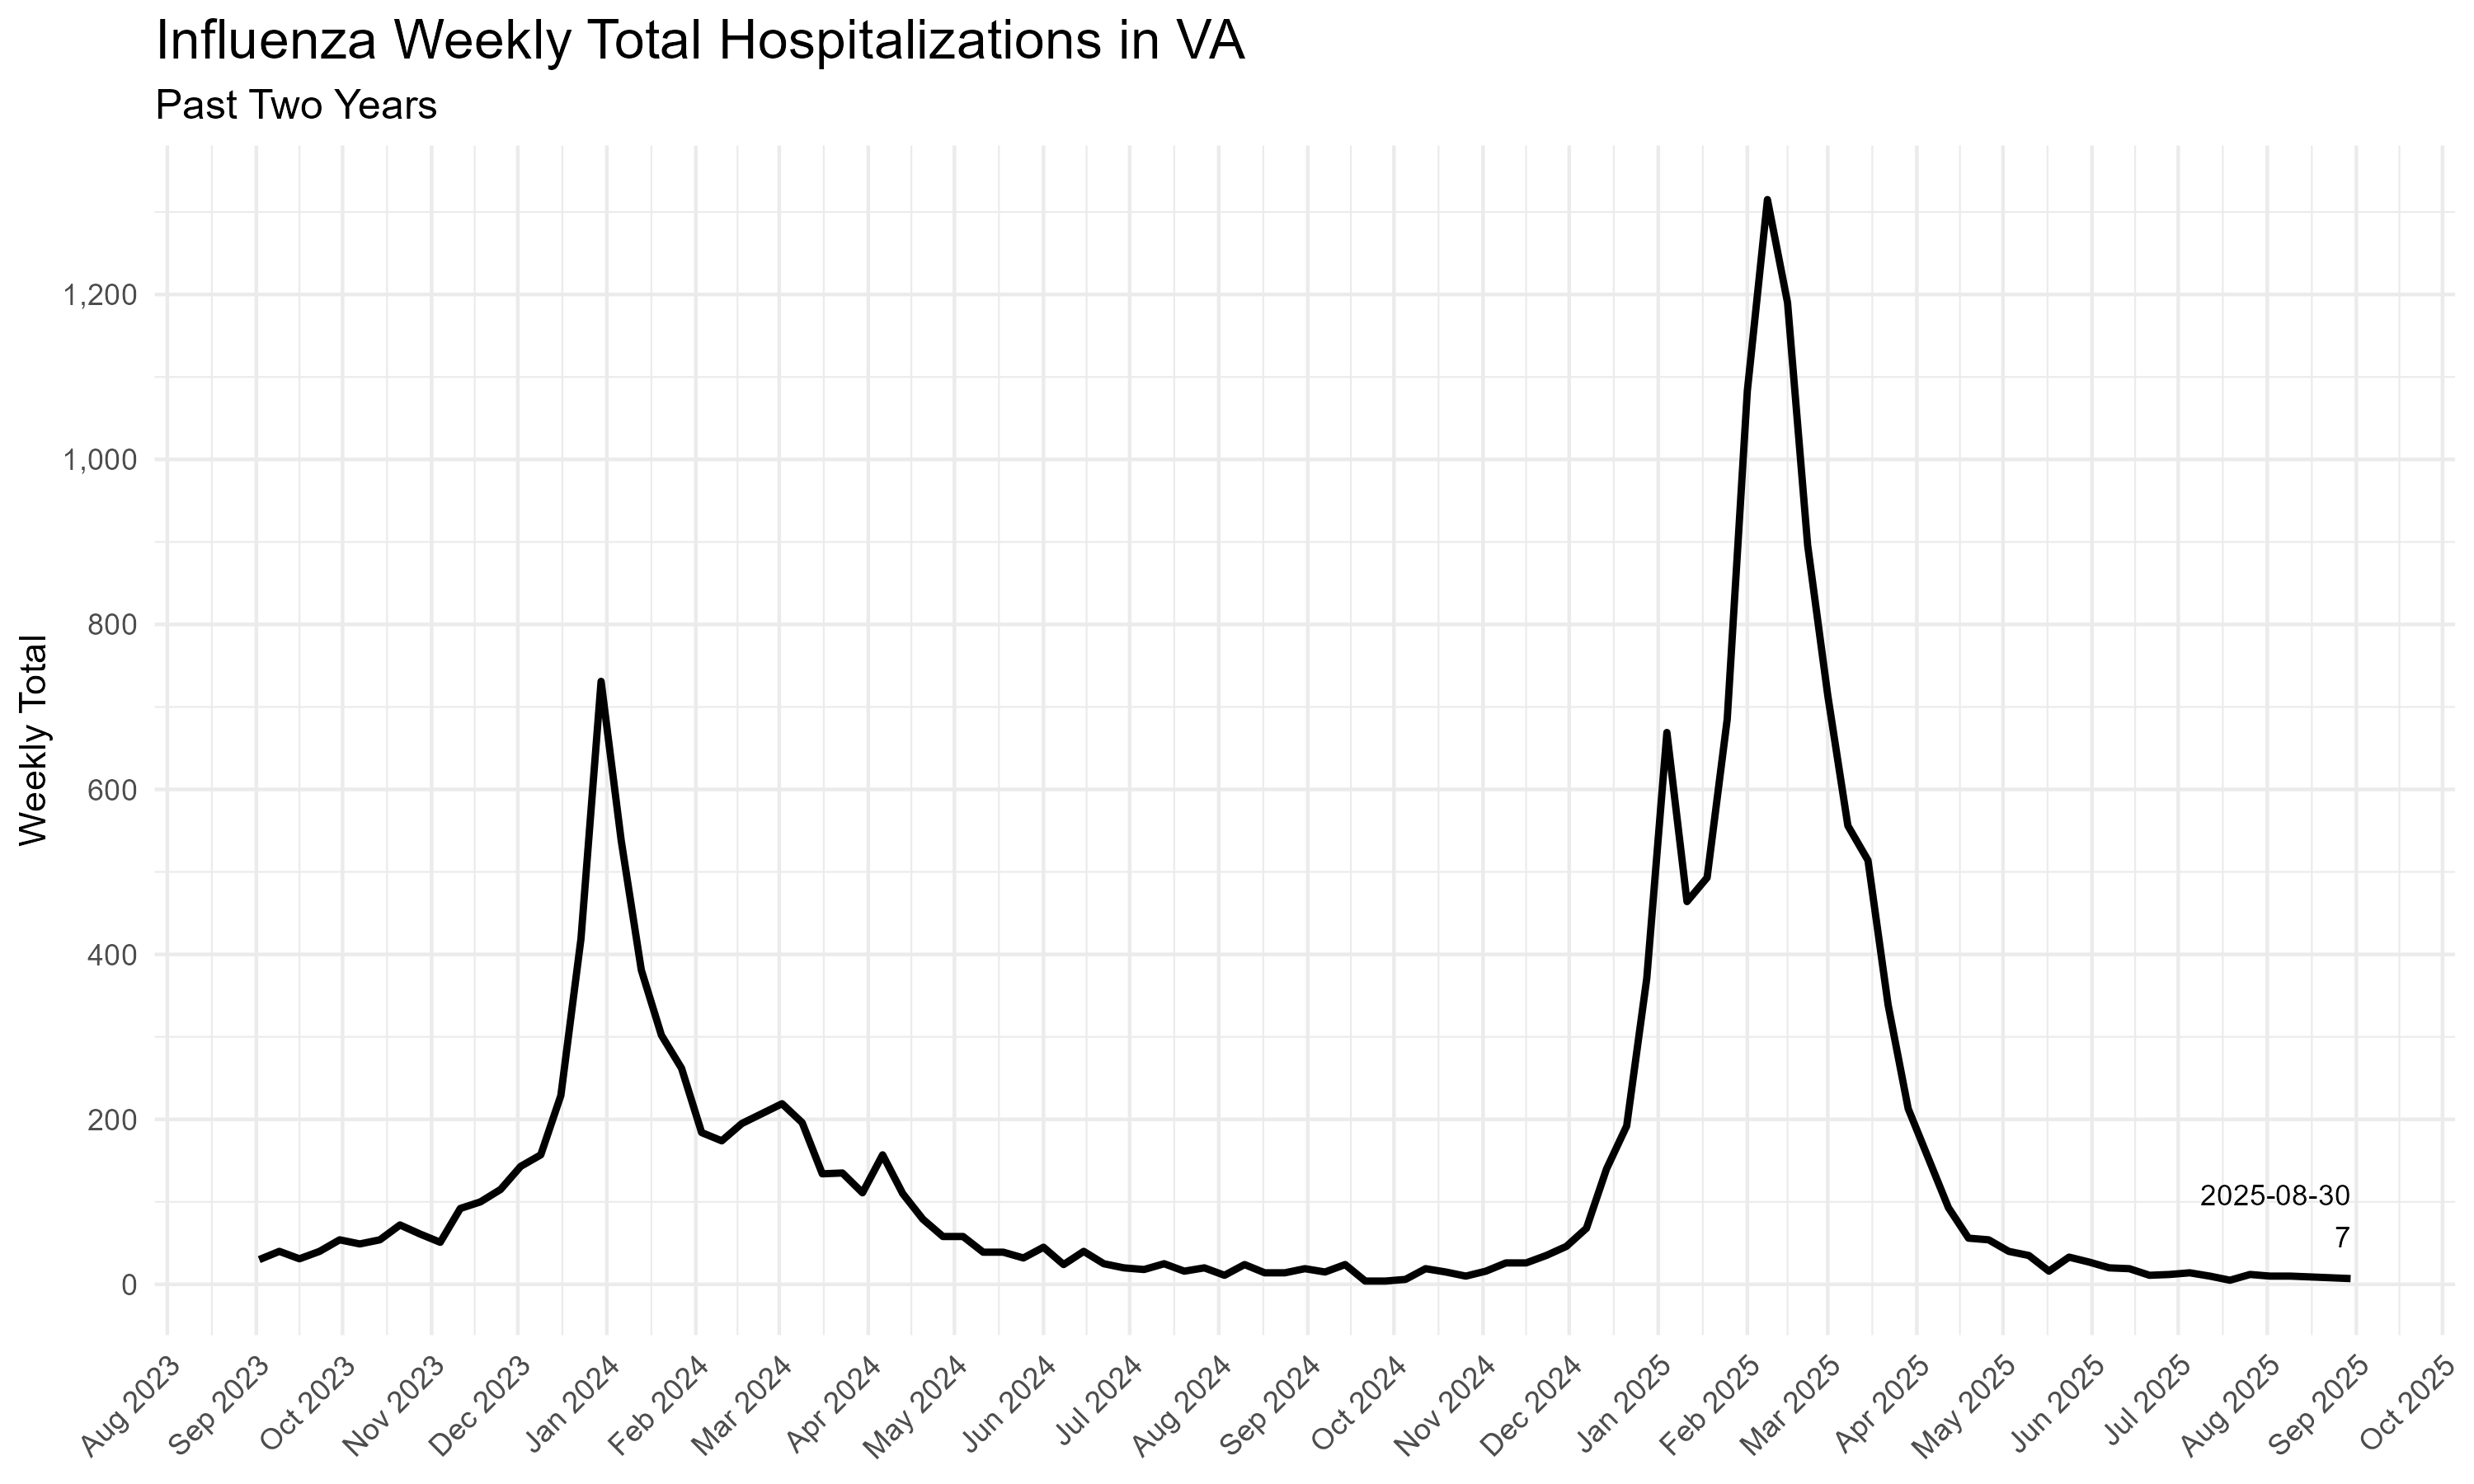 Influenza Weekly Total Hospitalizations in VA
Past Two Years
Weekly Total
1,200
1,000
800
600
400
200
0
2025-08-30
7
Aug 2023
Sep 2023
Oct 2023
Nov 2023
Dec 2023
Jan 2024
Feb 2024
Mar 2024
Apr 2024
May 2024
Jun 2024
Jul 2024
Aug 2024
Sep 2024
Oct 2024
Nov 2024
Dec 2024
Jan 2025
Feb 2025
Mar 2025
Apr 2025
May 2025
Jun 2025
Jul 2025
Aug 2025
Sep 2025
Oct 2025